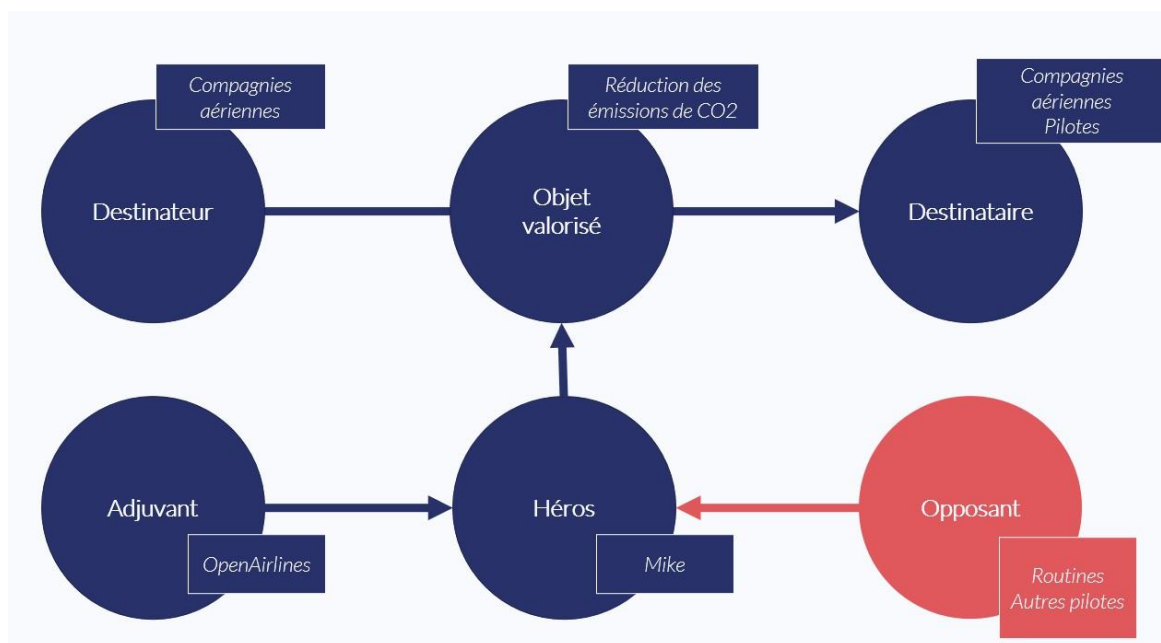 Compagnies
aériennes
Destinateur
Réduction des
émissions de CO2
Objet
valorisé
Compagnies
aériennes
Pilotes
Destinataire
Adjuvant
OpenAirlines
Héros
Mike
Opposant
Routines
Autres pilotes